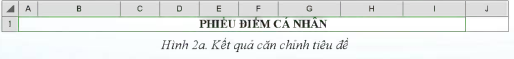 A B C D E F G H I J
1 PHIẾU ĐIỂM CÁ NHÂN
Hình 2a. Kết quả căn chỉnh tiêu đề